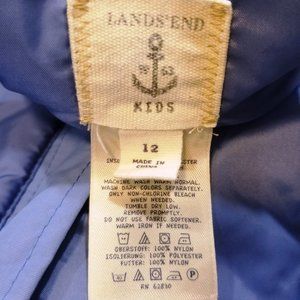 LANDS' END
63
KIDS
12
MADE IN
CHINA
MACHINE WASH WARM NORMAL.
WASH DARK COLORS SEPARATELY.
ONLY NON-CHLORINE BLEACH
WHEN NEEDED.
TUMBLE DRY LOW.
REMOVE PROMPTLY.
DO NOT USE FABRIC SOFTENER.
WARM IRON IF NEEDED.
OBERSTOFF: 100% NYLON
ISOLIERUNG: 100% POLYESTER
FUTTER: 100% NYLON
RN 62830